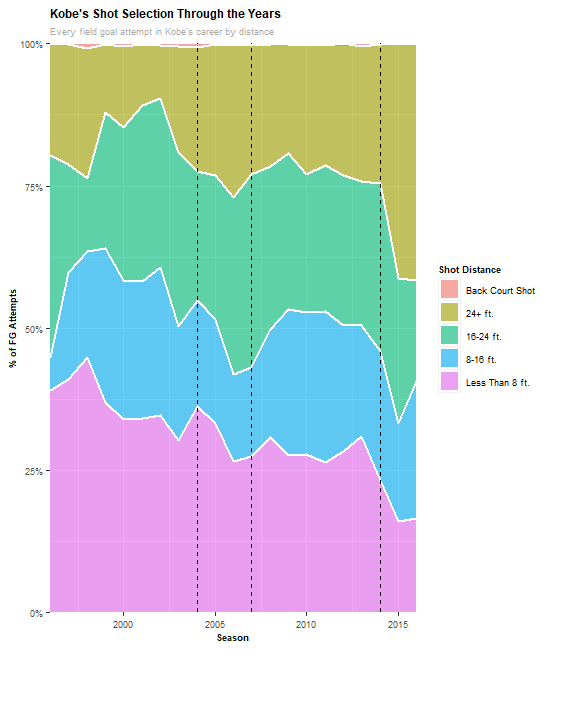 Kobe's Shot Selection Through the Years
Every field goal attempt in Kobe's career by distance
100%
75%
50%
25%
0%
% of FG Attempts
2000
2005
2010
2015
Season
Shot Distance
Back Court Shot
24+ ft.
16-24 ft.
8-16 ft.
Less Than 8 ft.